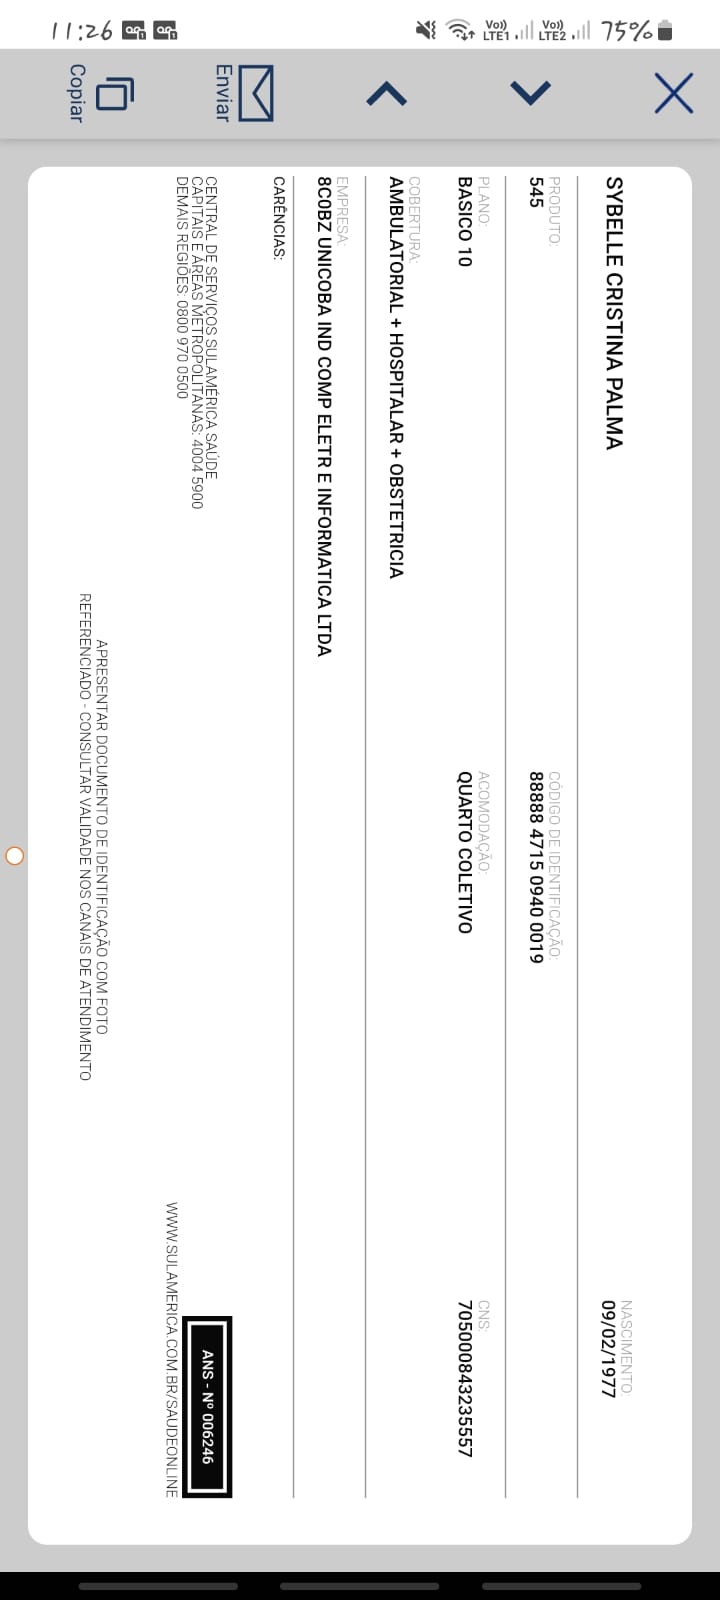 11:26
Vo)) LTE1
Vo)) LTE2
75%
Copiar
Enviar
SYBELLE CRISTINA PALMA
NASCIMENTO:
09/02/1977
PRODUTO:
545
CÓDIGO DE IDENTIFICAÇÃO:
88888 4715 0940 0019
PLANO:
BASICO 10
ACOMODAÇÃO:
QUARTO COLETIVO
CNS:
705000843235557
COBERTURA:
AMBULATORIAL + HOSPITALAR + OBSTETRICIA
EMPRESA:
8C0BZ UNICOBA IND COMP ELETR E INFORMATICA LTDA
CARÊNCIAS:
CENTRAL DE SERVIÇOS SULAMÉRICA SAÚDE
CAPITAIS E ÁREAS METROPOLITANAS: 4004 5900
DEMAIS REGIÕES: 0800 970 0500
ANS - Nº 006246
WWW.SULAMERICA.COM.BR/SAUDEONLINE
APRESENTAR DOCUMENTO DE IDENTIFICAÇÃO COM FOTO
REFERENCIADO - CONSULTAR VALIDADE NOS CANAIS DE ATENDIMENTO